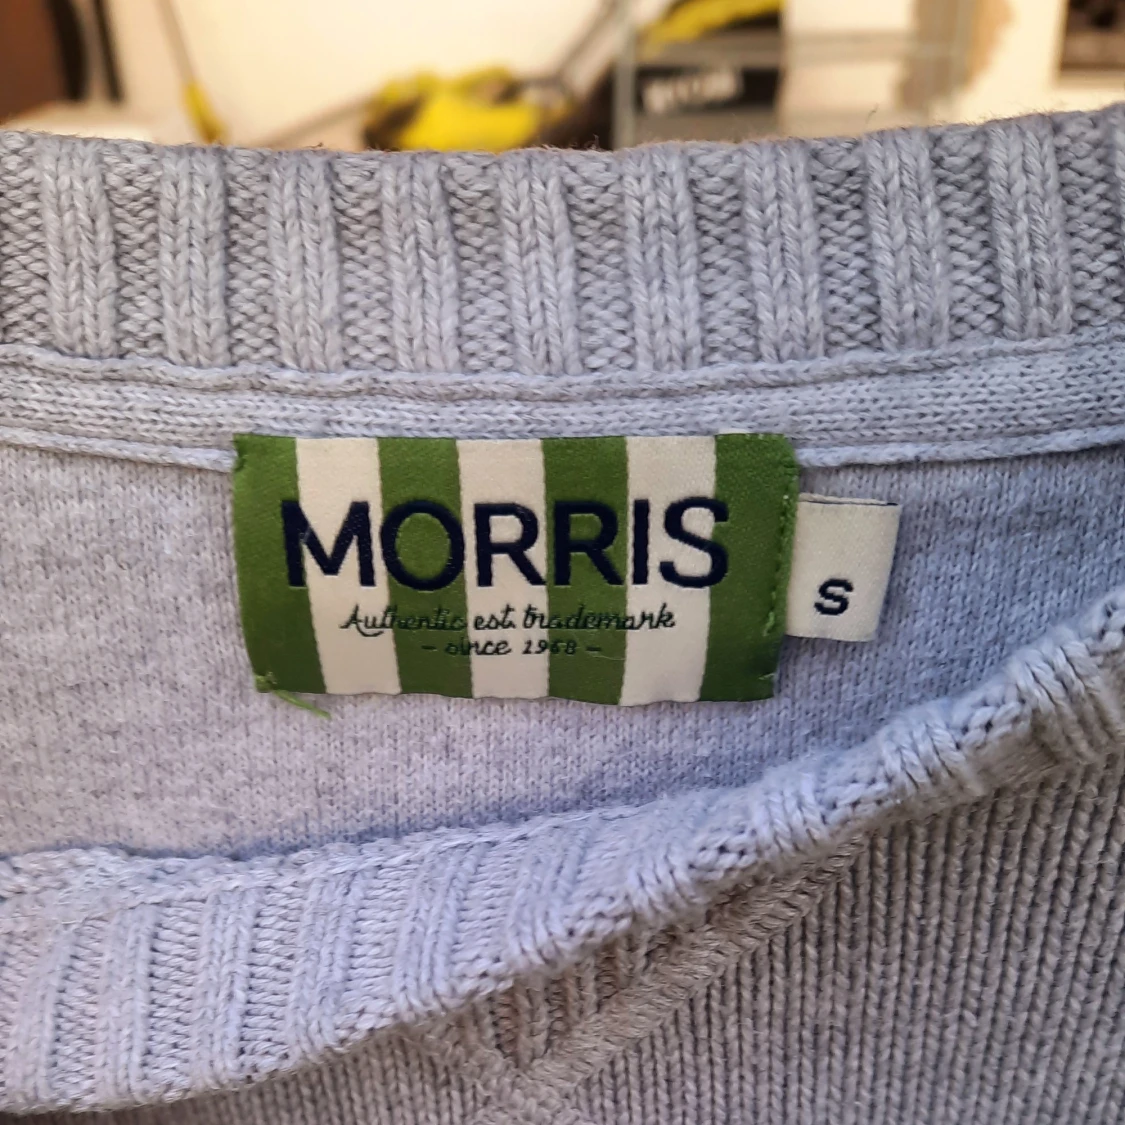 MORRIS
Authentic est. trademark
- since 1968 -
S